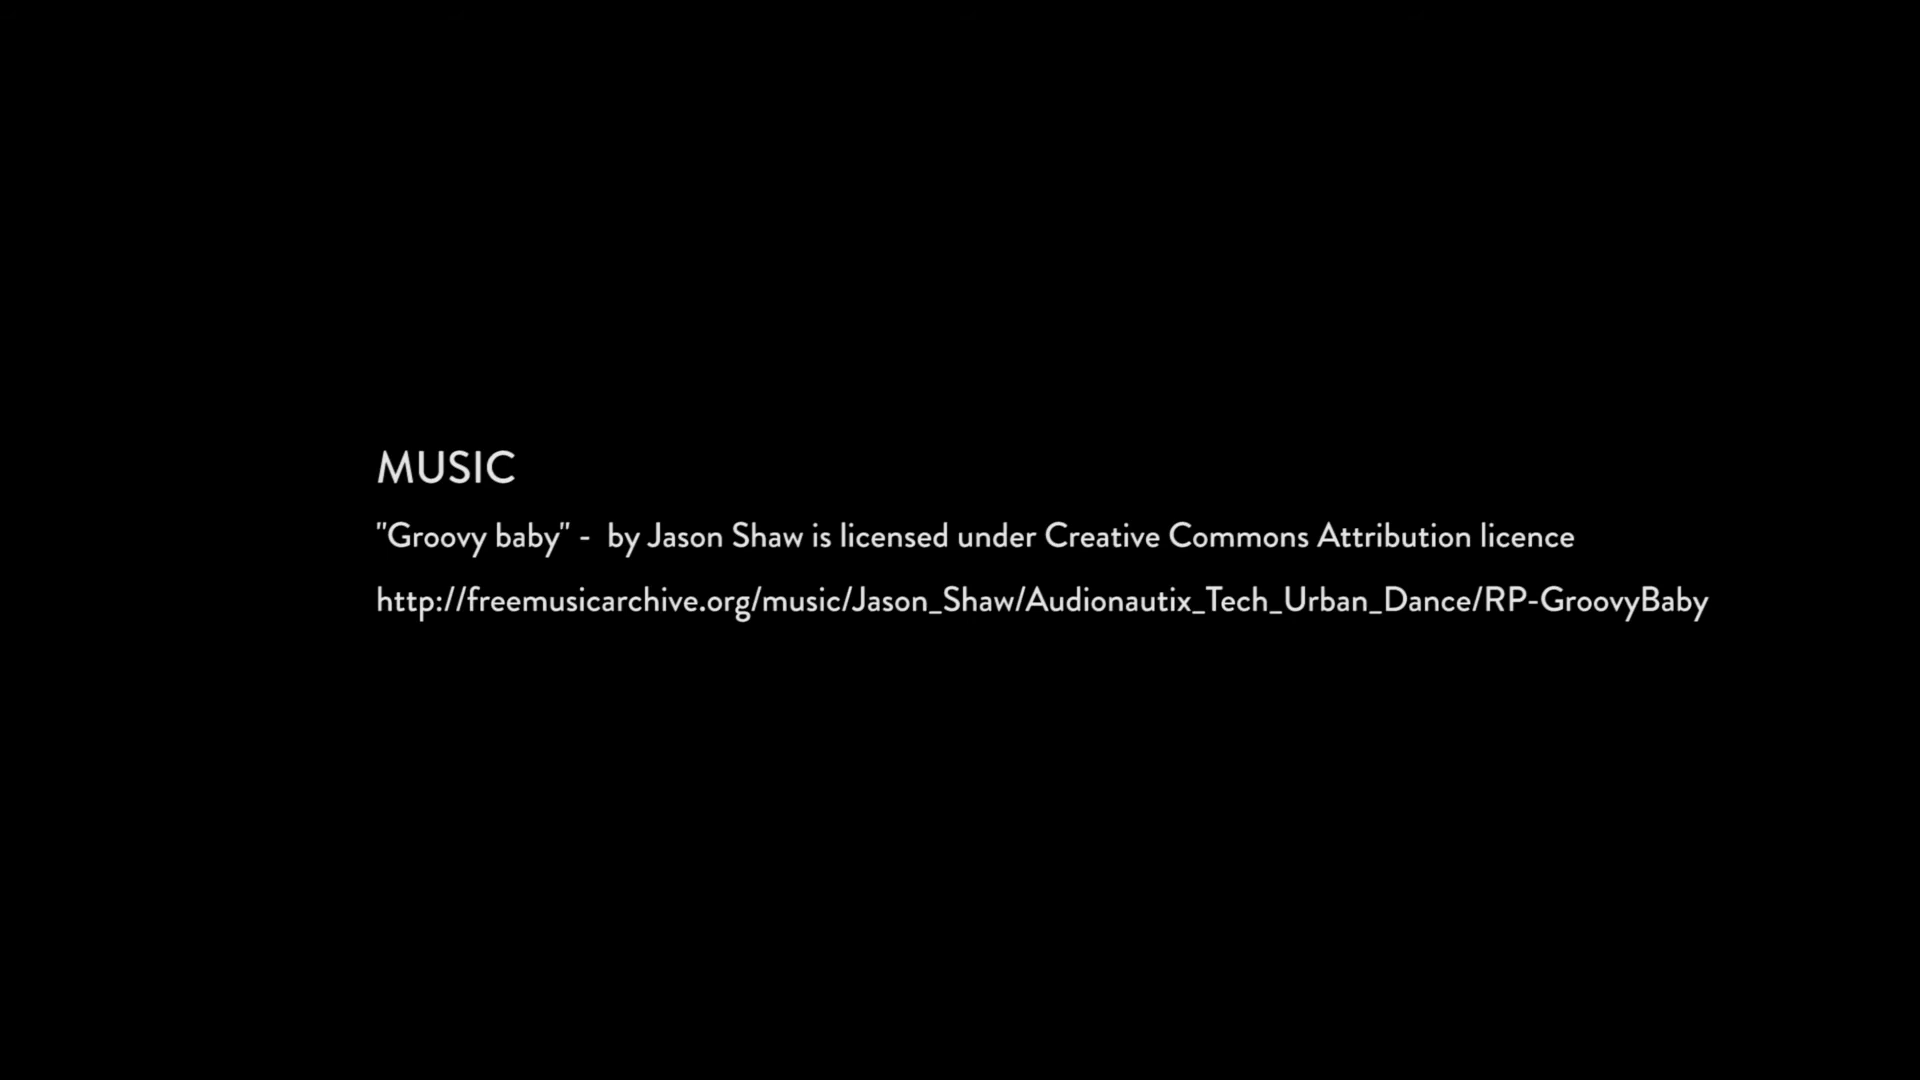 MUSIC
"Groovy baby" -  by Jason Shaw is licensed under Creative Commons Attribution licence
http://freemusicarchive.org/music/Jason_Shaw/Audionautix_Tech_Urban_Dance/RP-GroovyBaby